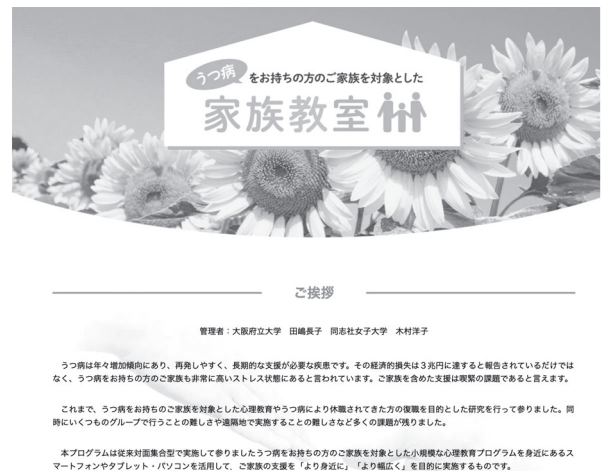 うつ病 をお持ちの方のご家族を対象とした
家族教室
ご挨拶
管理者：大阪府立大学 田嶋長子 同志社女子大学 木村洋子
うつ病は年々増加傾向にあり、再発しやすく、長期的な支援が必要な疾患です。その経済的損失は３兆円に達すると報告されているだけでは
なく、うつ病をお持ちの方のご家族も非常に高いストレス状態にあると言われています。ご家族を含めた支援は喫緊の課題であると言えます。
これまで、うつ病をお持ちのご家族を対象とした心理教育やうつ病により休職されてきた方の復職を目的とした研究を行って参りました。同
時にいくつものグループで行うことの難しさや遠隔地で実施することの難しさなど多くの課題が残りました。
本プログラムは従来対面集合型で実施して参りましたうつ病をお持ちの方のご家族を対象とした小規模な心理教育プログラムを身近にあるス
マートフォンやタブレット・パソコンを活用して、ご家族の支援を「より身近に」「より幅広く」を目的に実施するものです。